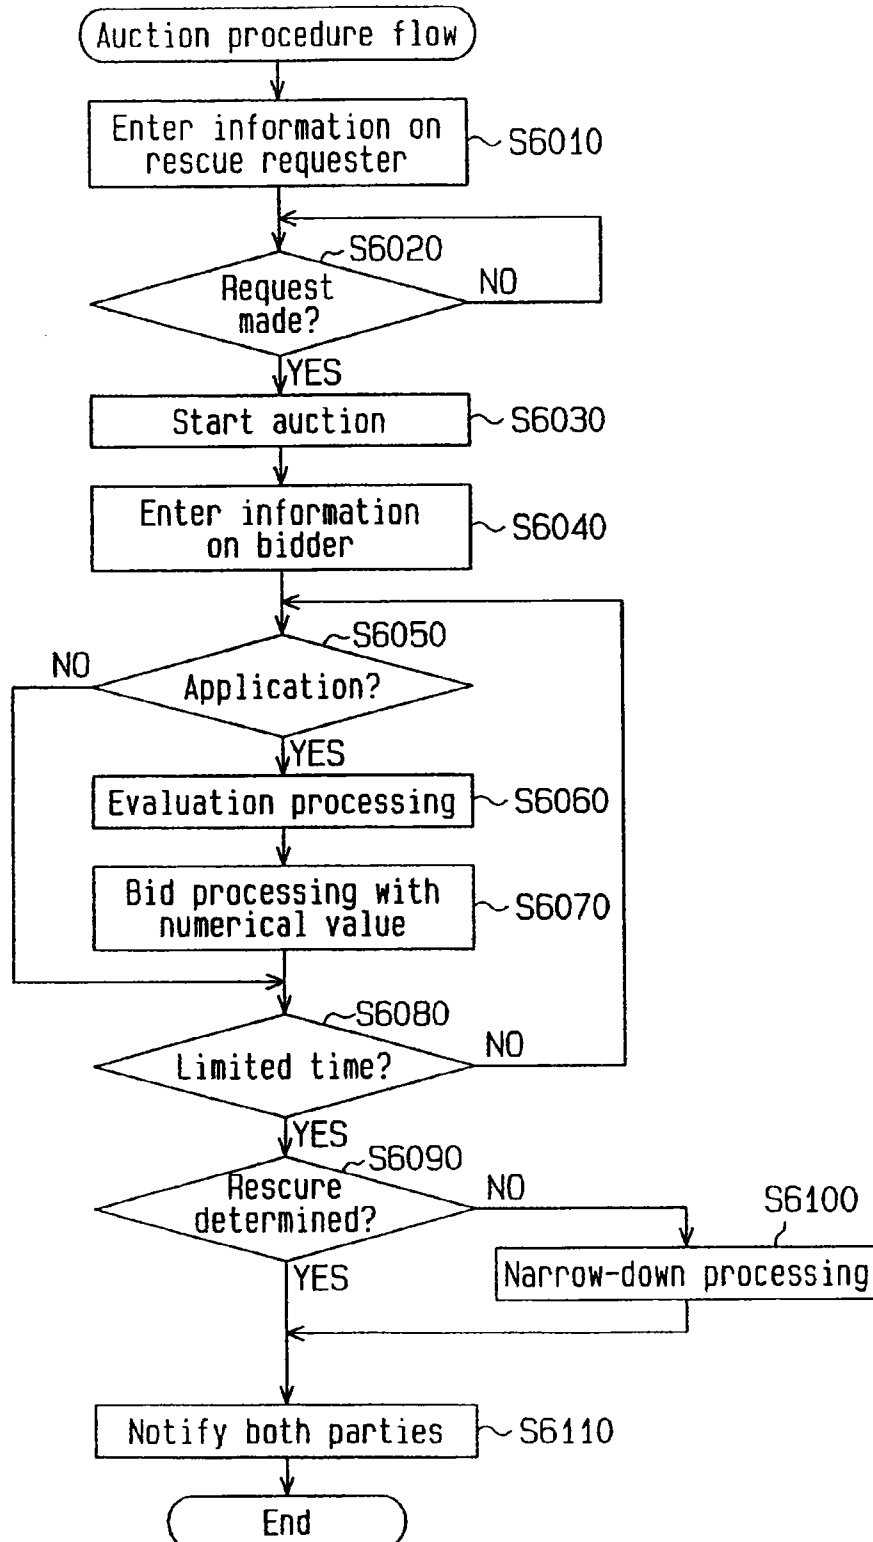 Auction procedure flow
Enter information on
rescue requester
S6010
S6020
Request
made?
NO
YES
Start auction
S6030
Enter information
on bidder
S6040
S6050
NO
Application?
YES
Evaluation processing
S6060
Bid processing with
numerical value
S6070
S6080
Limited time?
NO
YES
S6090
Rescure
determined?
NO
YES
S6100
Narrow-down processing
Notify both parties
S6110
End